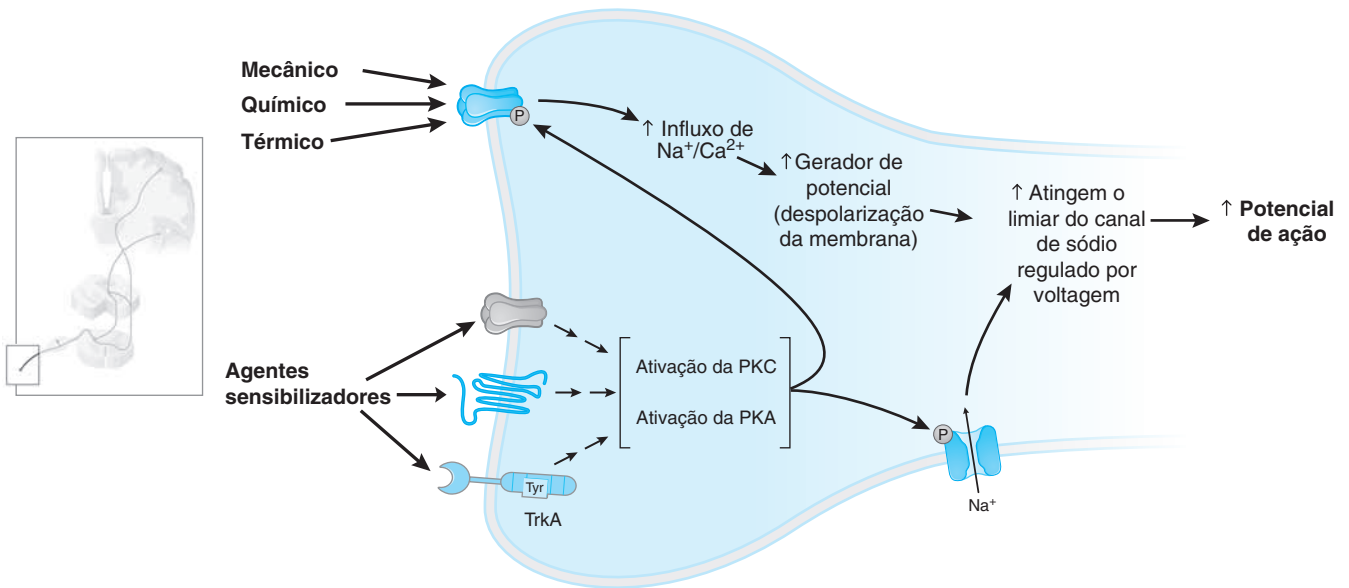 Mecânico
Químico
Térmico
P
↑ Influxo de
Na⁺/Ca²⁺
↑Gerador de
potencial
(despolarização
da membrana)
↑ Atingem o
limiar do canal
de sódio
regulado por
voltagem
↑ Potencial
de ação
Agentes
sensibilizadores
Ativação da PKC
Ativação da PKA
P
Na⁺
Tyr
TrkA